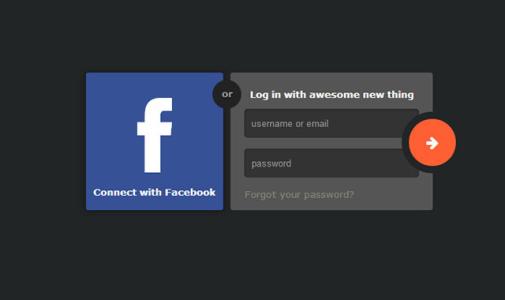 f
Connect with Facebook
or
Log in with awesome new thing
username or email
password
Forgot your password?